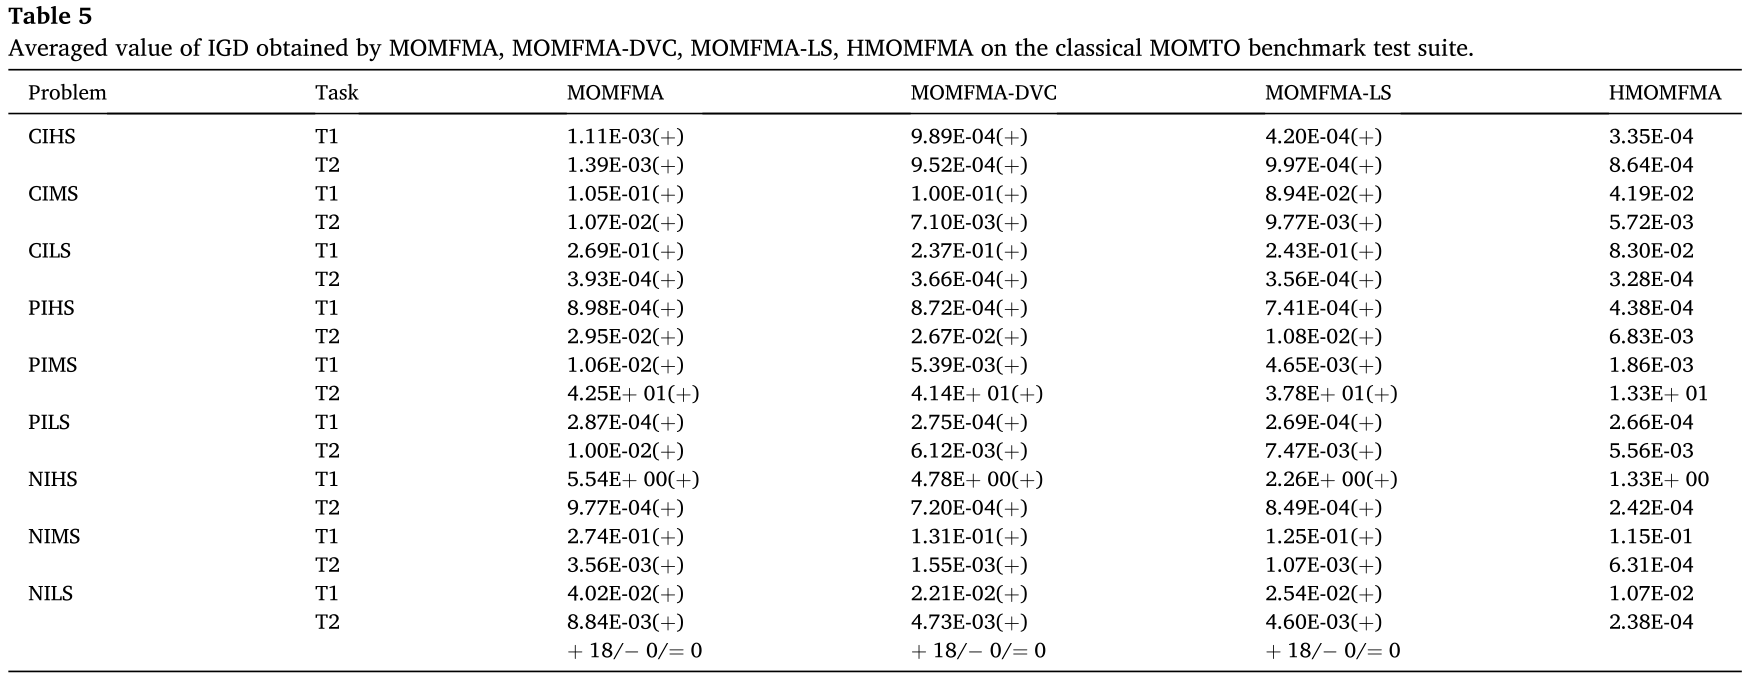 Table 5
Averaged value of IGD obtained by MOMFMA, MOMFMA-DVC, MOMFMA-LS, HMOMFMA on the classical MOMTO benchmark test suite.
Problem Task MOMFMA MOMFMA-DVC MOMFMA-LS HMOMFMA
CIHS T1 1.11E-03(+) 9.89E-04(+) 4.20E-04(+) 3.35E-04
T2 1.39E-03(+) 9.52E-04(+) 9.97E-04(+) 8.64E-04
CIMS T1 1.05E-01(+) 1.00E-01(+) 8.94E-02(+) 4.19E-02
T2 1.07E-02(+) 7.10E-03(+) 9.77E-03(+) 5.72E-03
CILS T1 2.69E-01(+) 2.37E-01(+) 2.43E-01(+) 8.30E-02
T2 3.93E-04(+) 3.66E-04(+) 3.56E-04(+) 3.28E-04
PIHS T1 8.98E-04(+) 8.72E-04(+) 7.41E-04(+) 4.38E-04
T2 2.95E-02(+) 2.67E-02(+) 1.08E-02(+) 6.83E-03
PIMS T1 1.06E-02(+) 5.39E-03(+) 4.65E-03(+) 1.86E-03
T2 4.25E+ 01(+) 4.14E+ 01(+) 3.78E+ 01(+) 1.33E+ 01
PILS T1 2.87E-04(+) 2.75E-04(+) 2.69E-04(+) 2.66E-04
T2 1.00E-02(+) 6.12E-03(+) 7.47E-03(+) 5.56E-03
NIHS T1 5.54E+ 00(+) 4.78E+ 00(+) 2.26E+ 00(+) 1.33E+ 00
T2 9.77E-04(+) 7.20E-04(+) 8.49E-04(+) 2.42E-04
NIMS T1 2.74E-01(+) 1.31E-01(+) 1.25E-01(+) 1.15E-01
T2 3.56E-03(+) 1.55E-03(+) 1.07E-03(+) 6.31E-04
NILS T1 4.02E-02(+) 2.21E-02(+) 2.54E-02(+) 1.07E-02
T2 8.84E-03(+) 4.73E-03(+) 4.60E-03(+) 2.38E-04
+ 18/− 0/= 0 + 18/− 0/= 0 + 18/− 0/= 0